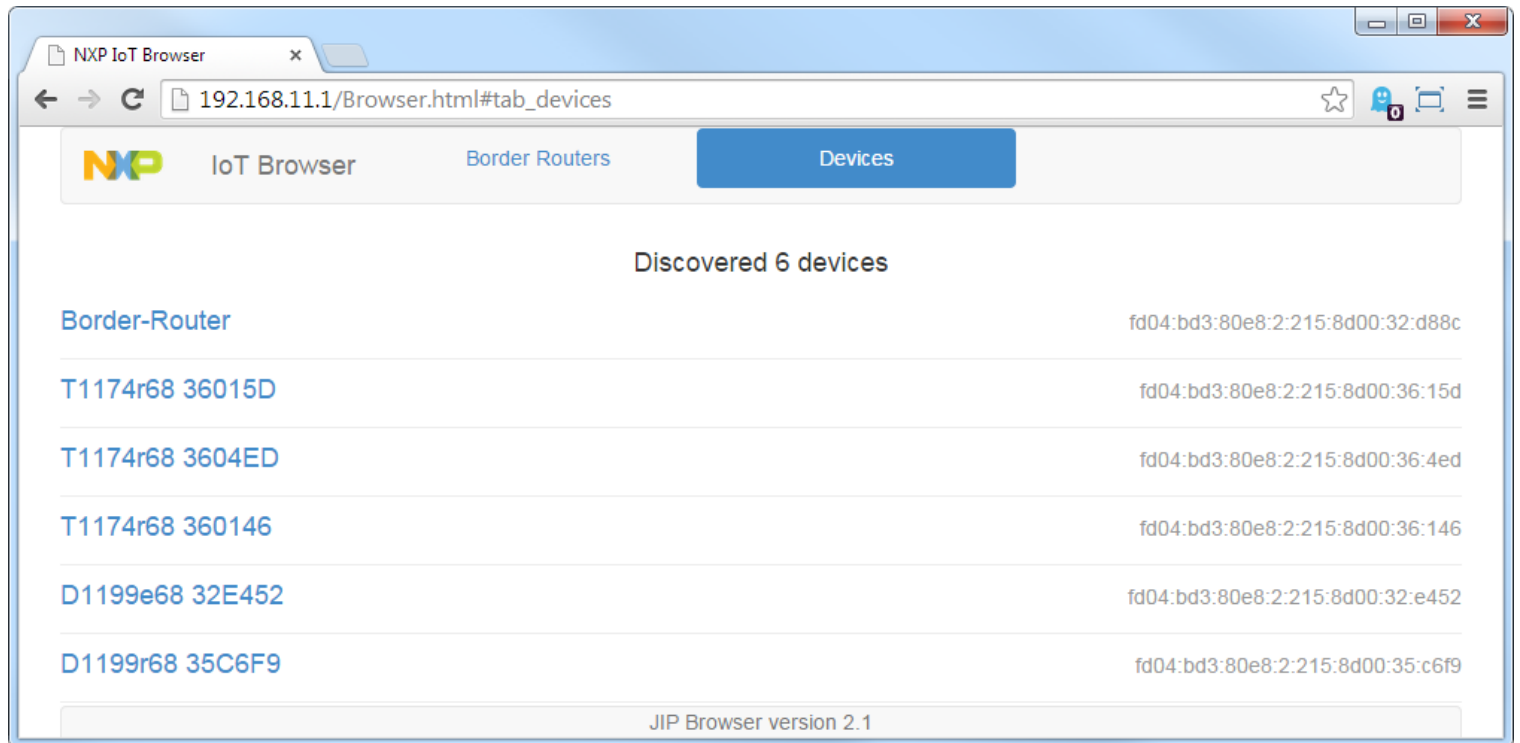 NXP IoT Browser
192.168.11.1/Browser.html#tab_devices
0
NXP IoT Browser Border Routers Devices
Discovered 6 devices
Border-Router fd04:bd3:80e8:2:215:8d00:32:d88c
T1174r68 36015D fd04:bd3:80e8:2:215:8d00:36:15d
T1174r68 3604ED fd04:bd3:80e8:2:215:8d00:36:4ed
T1174r68 360146 fd04:bd3:80e8:2:215:8d00:36:146
D1199e68 32E452 fd04:bd3:80e8:2:215:8d00:32:e452
D1199r68 35C6F9 fd04:bd3:80e8:2:215:8d00:35:c6f9
JIP Browser version 2.1